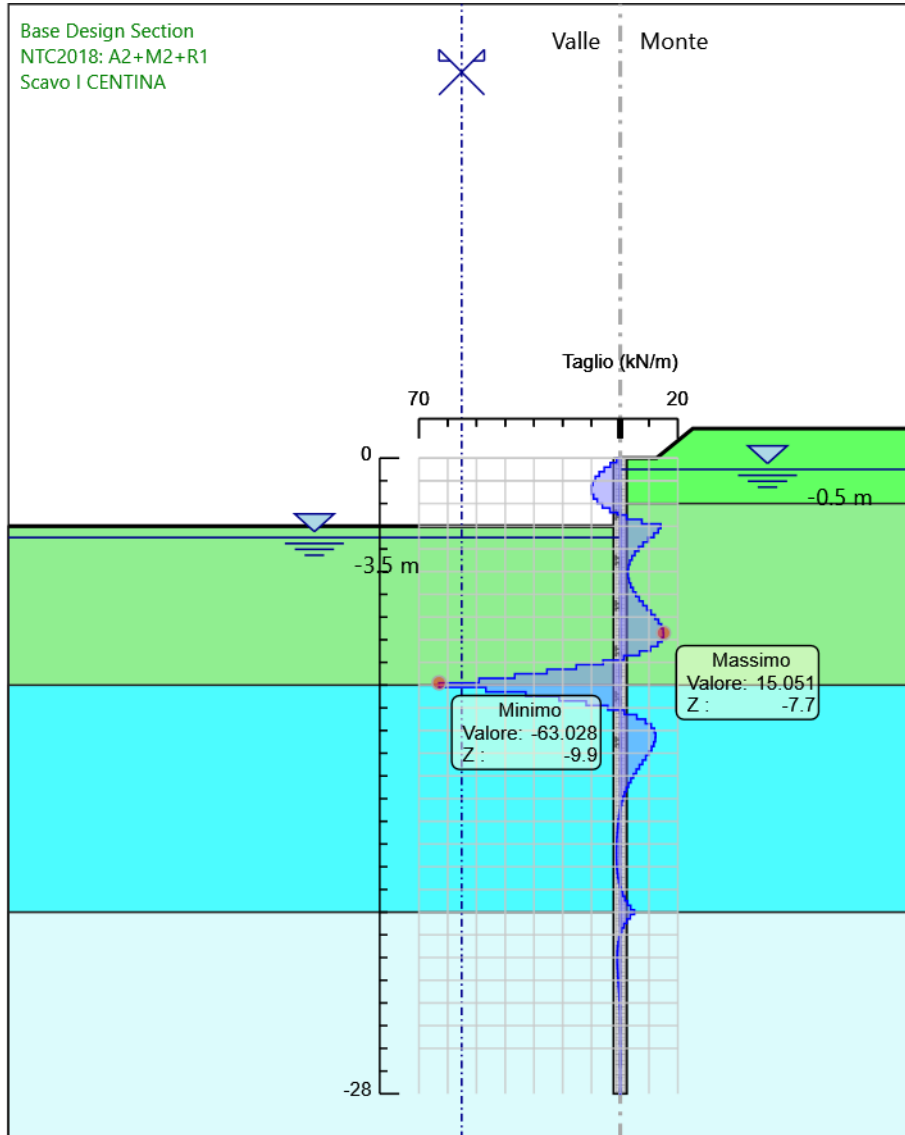 Base Design Section
NTC2018: A2+M2+R1
Scavo I CENTINA
Valle
Monte
Taglio (kN/m)
70
20
0
-0.5 m
-3.5 m
Massimo
Valore: 15.051
Z : -7.7
Minimo
Valore: -63.028
Z : -9.9
-28